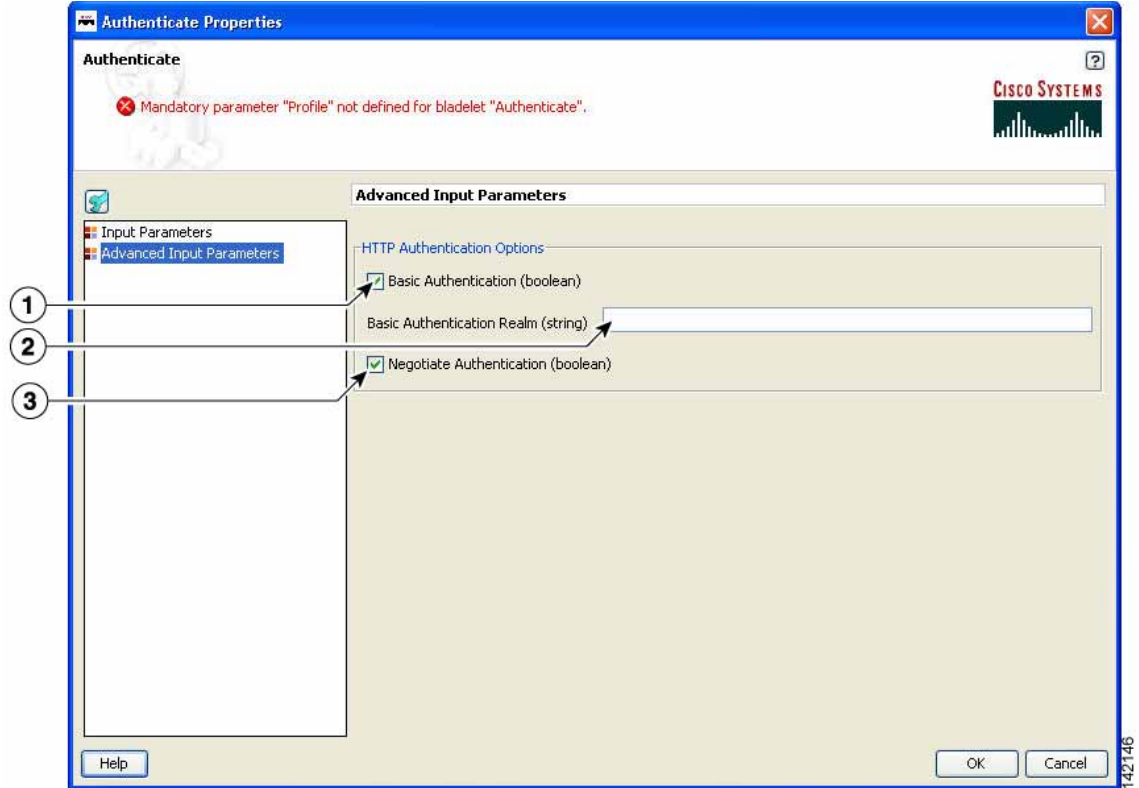 Authenticate Properties
Authenticate
Mandatory parameter "Profile" not defined for bladelet "Authenticate".
?
CISCO SYSTEMS
Advanced Input Parameters
Input Parameters
Advanced Input Parameters
HTTP Authentication Options
Basic Authentication (boolean)
1
Basic Authentication Realm (string)
2
Negotiate Authentication (boolean)
3
Help
OK
Cancel
142146